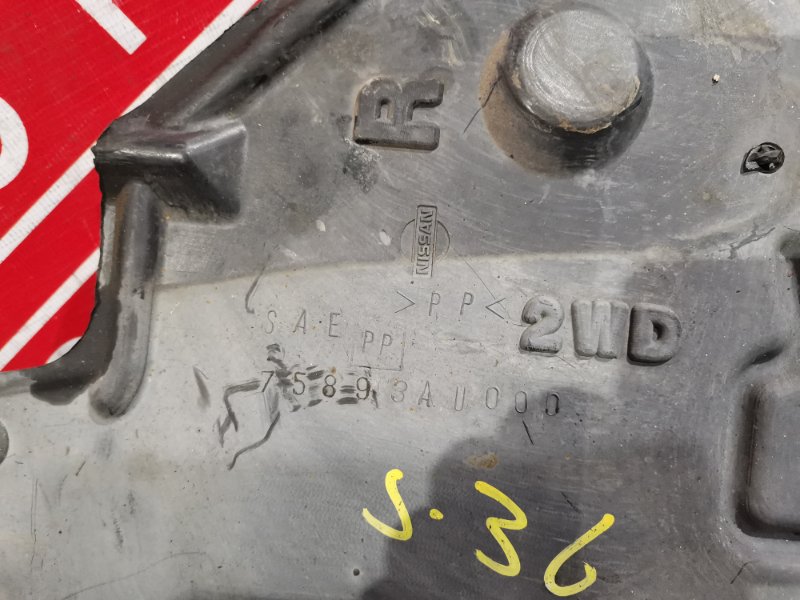 R
NISSAN
>PP<
SAE
PP
2WD
75893AU000
S-36